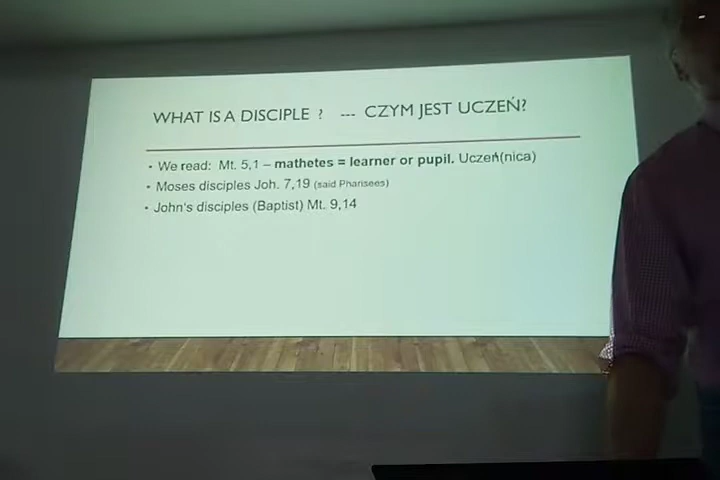 WHAT IS A DISCIPLE ? --- CZYM JEST UCZEŃ?
• We read: Mt. 5,1 – mathetes = learner or pupil. Uczeń(nica)
• Moses disciples Joh. 7,19 (said Pharisees)
• John's disciples (Baptist) Mt. 9,14